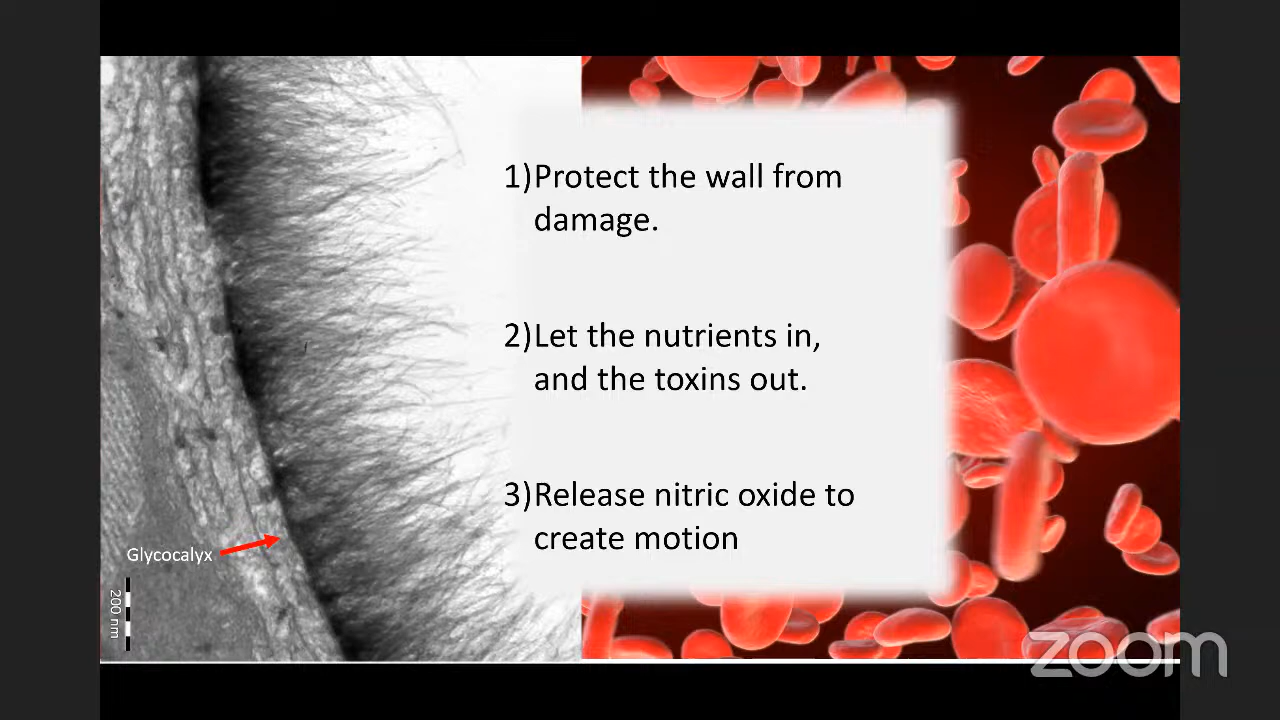 1)Protect the wall from
damage.
2)Let the nutrients in,
and the toxins out.
3)Release nitric oxide to
create motion
Glycocalyx
200 nm
zoom